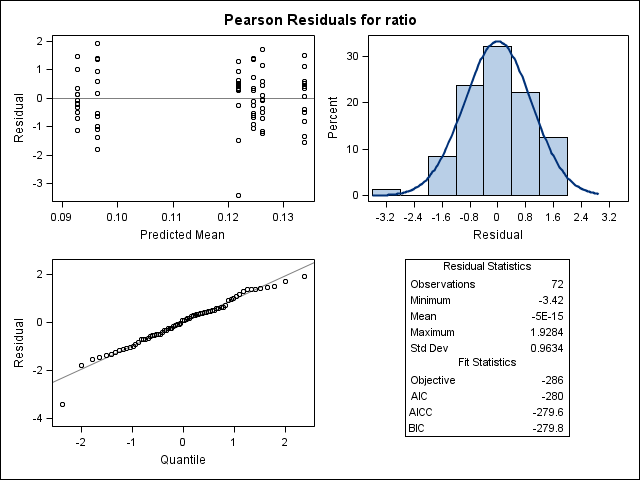 Pearson Residuals for ratio
2
1
0
-1
-2
-3
Residual
0.09 0.10 0.11 0.12 0.13
Predicted Mean
30
20
10
0
Percent
-3.2 -2.4 -1.6 -0.8 0 0.8 1.6 2.4 3.2
Residual
2
0
-2
-4
Residual
-2 -1 0 1 2
Quantile
Residual Statistics
Observations 72
Minimum -3.42
Mean -5E-15
Maximum 1.9284
Std Dev 0.9634
Fit Statistics
Objective -286
AIC -280
AICC -279.6
BIC -279.8